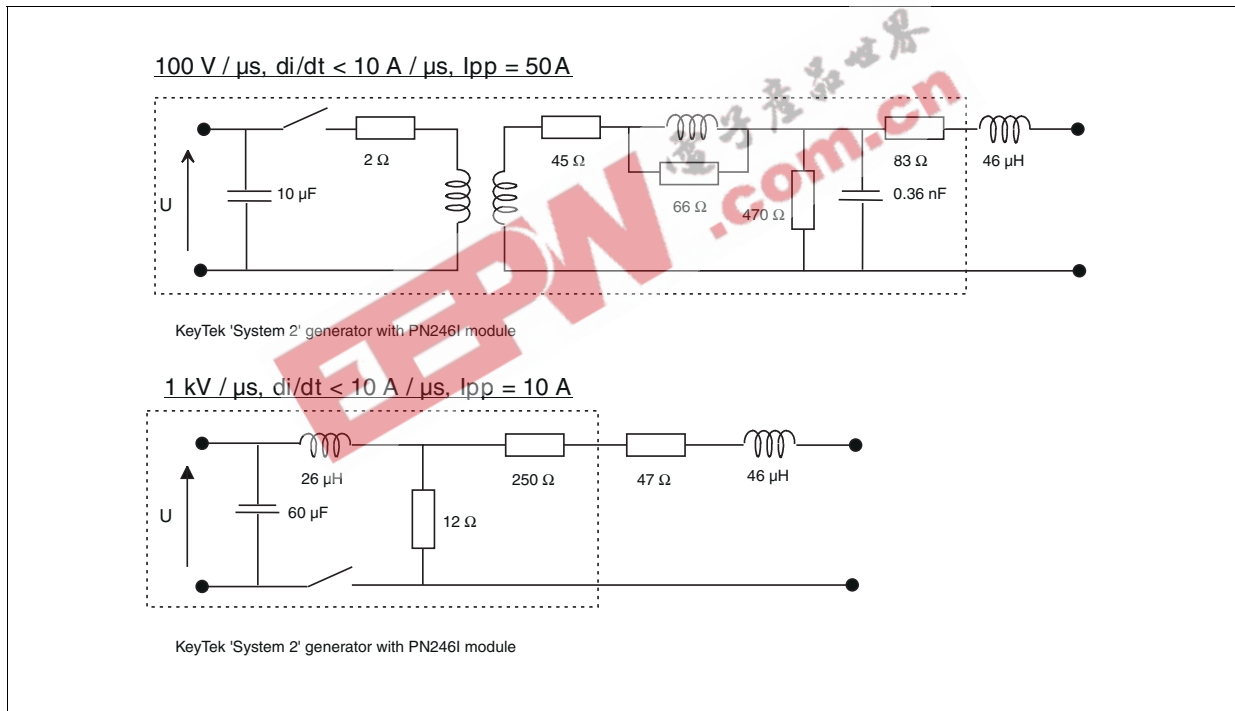 100 V / µs, di/dt < 10 A / µs, Ipp = 50 A
電子產品世界
EEPW
.com.cn
U
10 µF
2 Ω
45 Ω
66 Ω
470 Ω
83 Ω
0.36 nF
46 µH
KeyTek 'System 2' generator with PN246I module
1 kV / µs, di/dt < 10 A / µs, Ipp = 10 A
U
60 µF
26 µH
12 Ω
250 Ω
47 Ω
46 µH
KeyTek 'System 2' generator with PN246I module